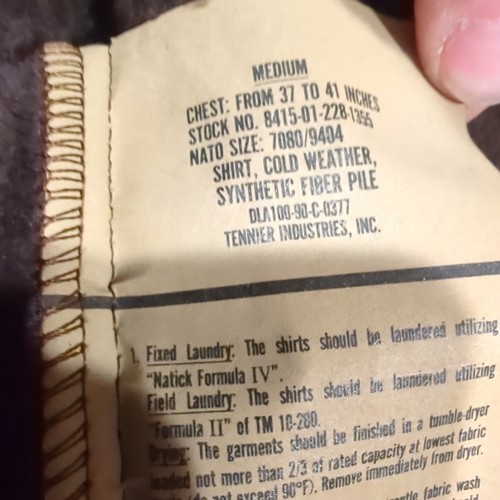 MEDIUM
CHEST: FROM 37 TO 41 INCHES
STOCK NO. 8415-01-228-1355
NATO SIZE: 7080/9404
SHIRT, COLD WEATHER,
SYNTHETIC FIBER PILE
DLA100-90-C-0377
TENNIER INDUSTRIES, INC.
1. Fixed Laundry: The shirts should be laundered utilizing
"Natick Formula IV".
Field Laundry: The shirts should be laundered utilizing
"Formula II" of TM 10-280.
Drying: The garments should be finished in a tumble-dryer
loaded not more than 2/3 of rated capacity at lowest fabric
(do not exceed 90°F). Remove immediately from dryer.
fabric wash